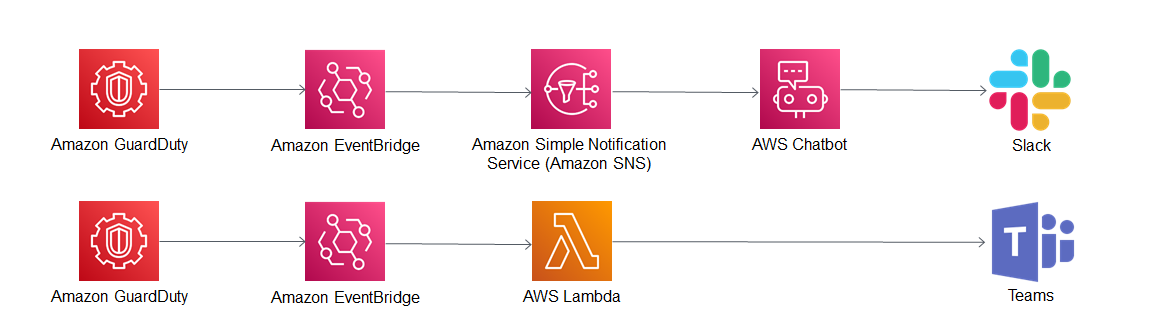 Amazon GuardDuty
Amazon EventBridge
Amazon Simple Notification
Service (Amazon SNS)
AWS Chatbot
Slack
Amazon GuardDuty
Amazon EventBridge
AWS Lambda
T
Teams